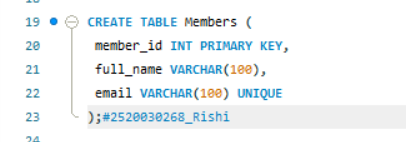 19 CREATE TABLE Members (
20 member_id INT PRIMARY KEY,
21 full_name VARCHAR(100),
22 email VARCHAR(100) UNIQUE
23 );#2520030268_Rishi